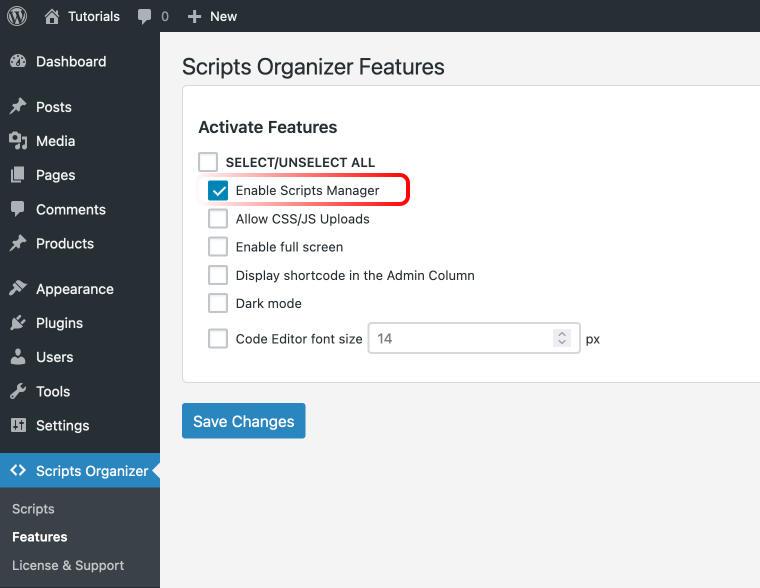 Tutorials 0 New
Dashboard
Posts
Media
Pages
Comments
Products
Appearance
Plugins
Users
Tools
Settings
Scripts Organizer
Scripts
Features
License & Support
Scripts Organizer Features
Activate Features
SELECT/UNSELECT ALL
Enable Scripts Manager
Allow CSS/JS Uploads
Enable full screen
Display shortcode in the Admin Column
Dark mode
Code Editor font size 14 px
Save Changes